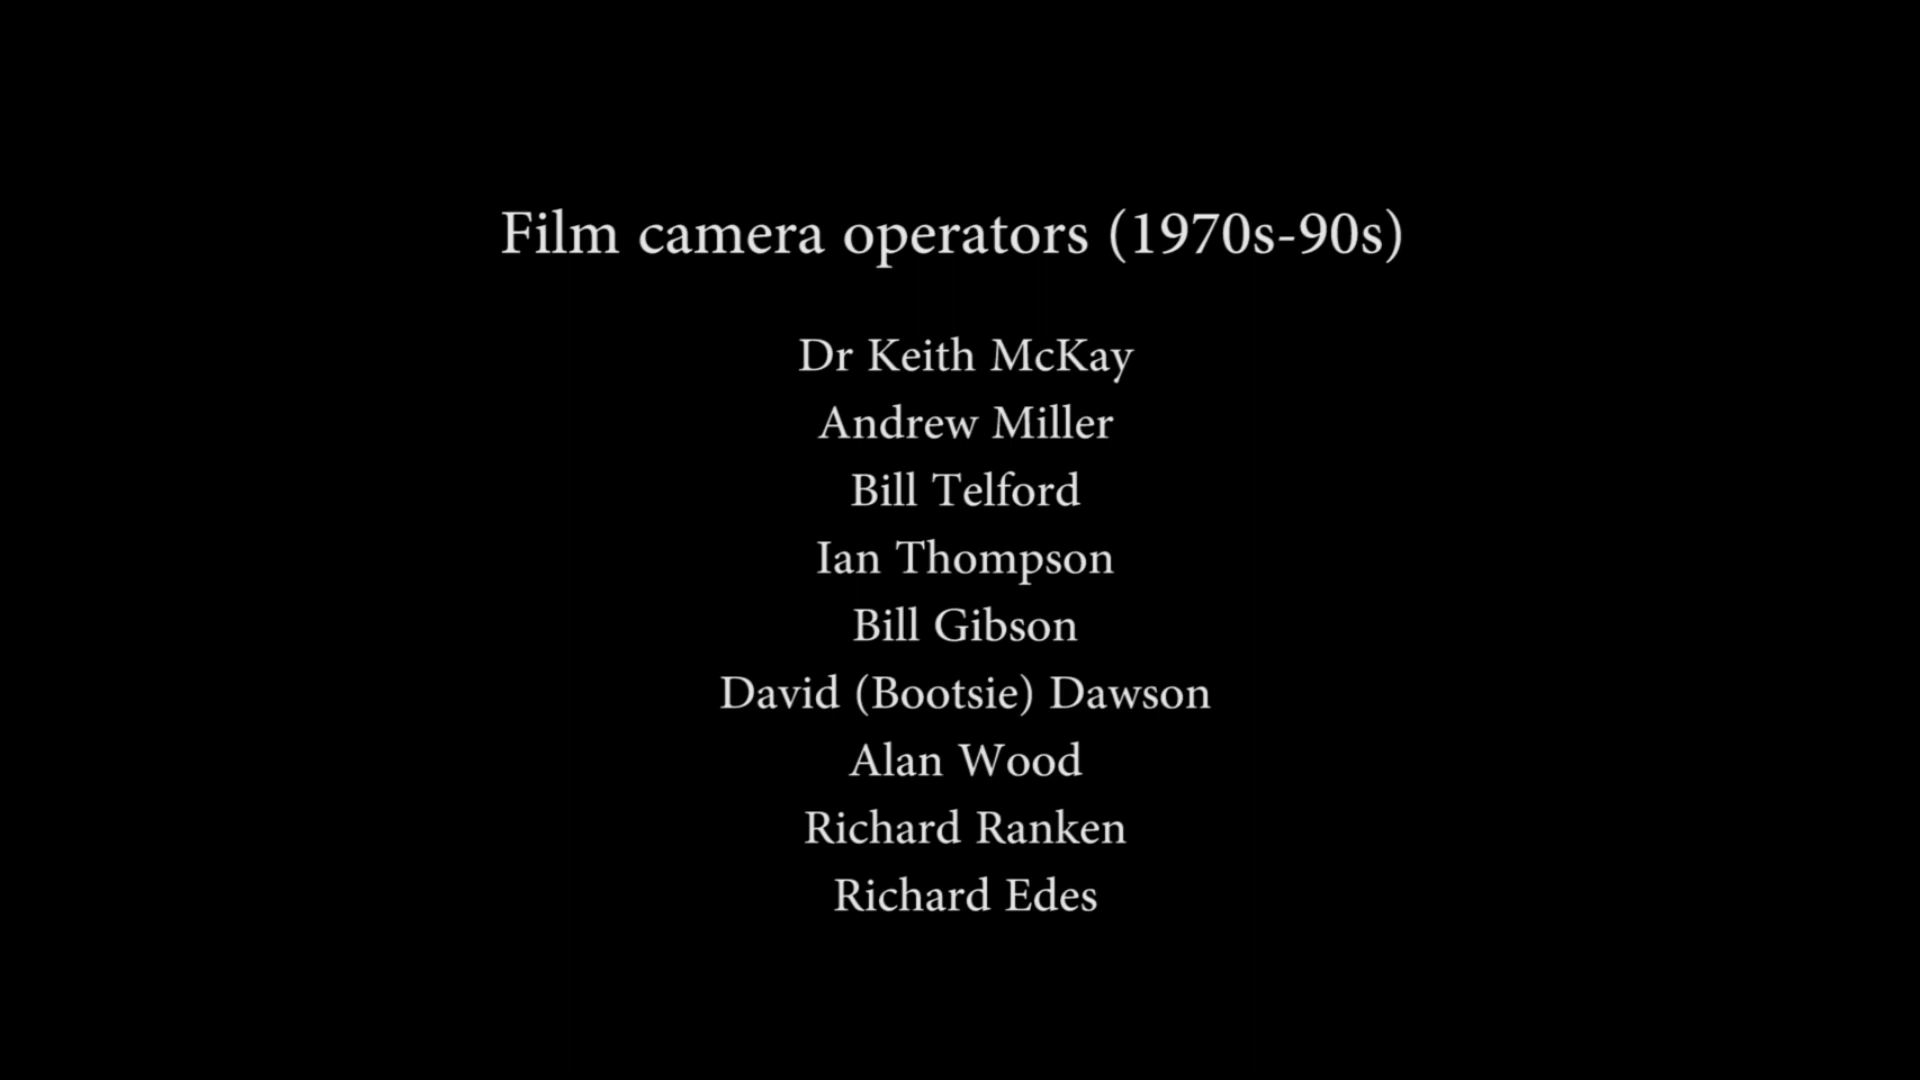 Film camera operators (1970s-90s)
Dr Keith McKay
Andrew Miller
Bill Telford
Ian Thompson
Bill Gibson
David (Bootsie) Dawson
Alan Wood
Richard Ranken
Richard Edes